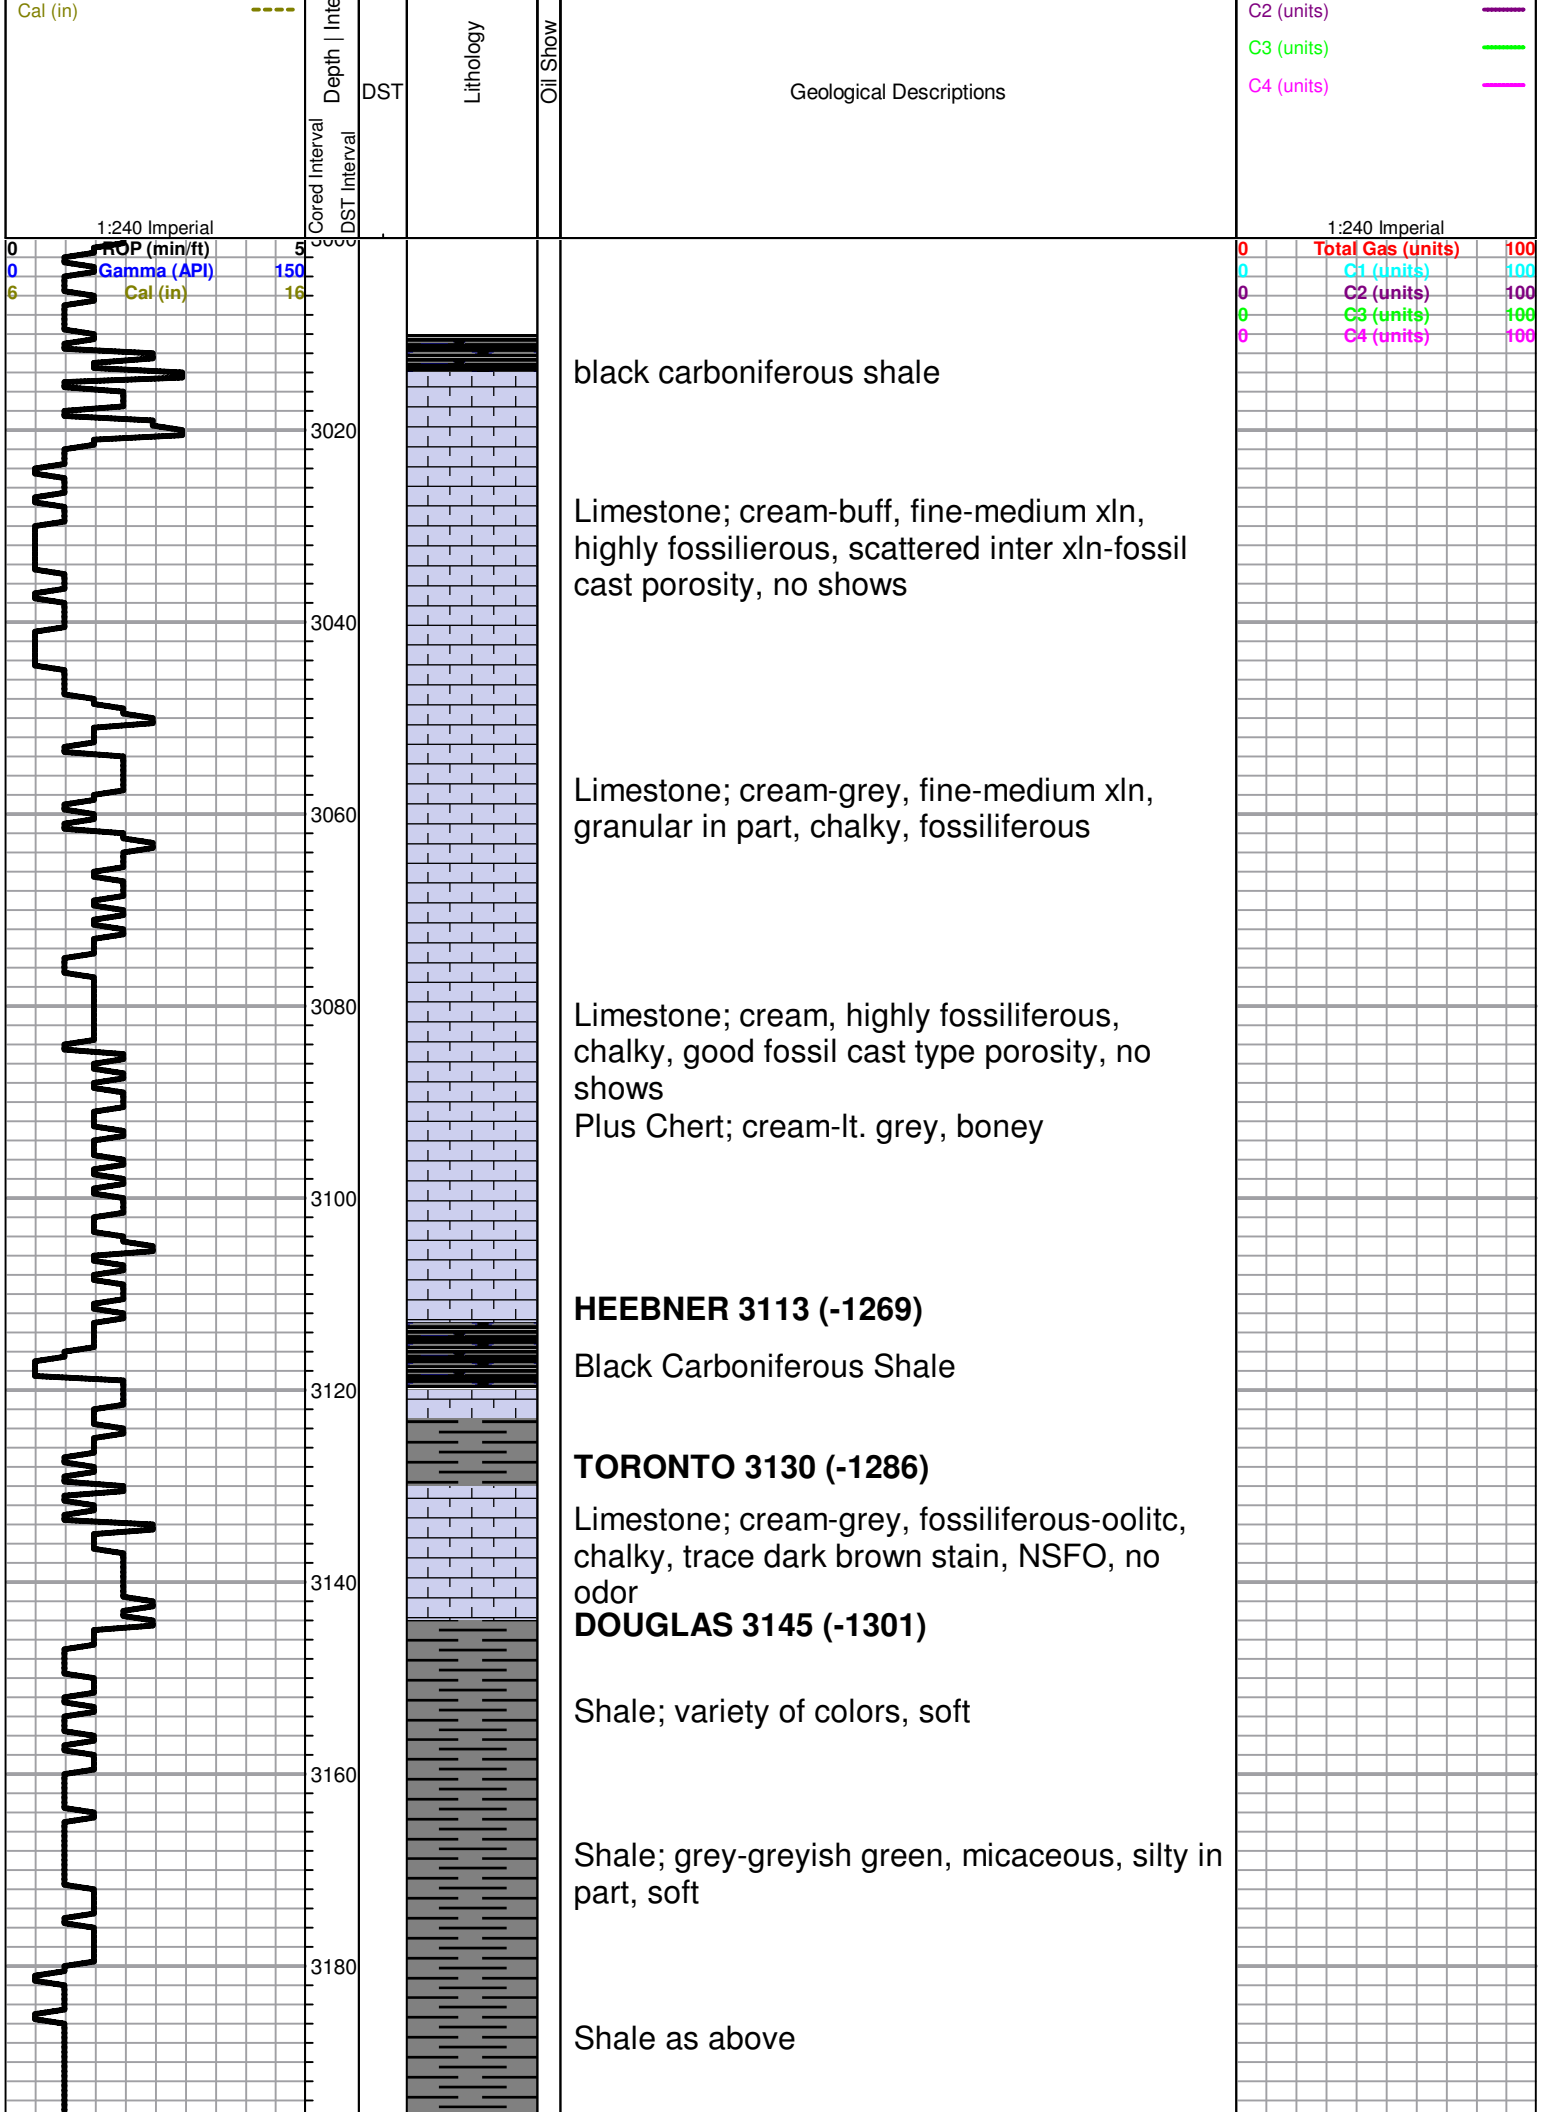 Cal (in)
Cored Interval
Depth | Inte
DST Interval
DST
Lithology
Oil Show
Geological Descriptions
C2 (units)
C3 (units)
C4 (units)
1:240 Imperial
1:240 Imperial
0 ROP (min/ft) 5
0 Gamma (API) 150
6 Cal (in) 16
3000
0 Total Gas (units) 100
0 C1 (units) 100
0 C2 (units) 100
0 C3 (units) 100
0 C4 (units) 100
black carboniferous shale
3020
Limestone; cream-buff, fine-medium xln,
highly fossilierous, scattered inter xln-fossil
cast porosity, no shows
3040
Limestone; cream-grey, fine-medium xln,
granular in part, chalky, fossiliferous
3060
Limestone; cream, highly fossiliferous,
chalky, good fossil cast type porosity, no
shows
Plus Chert; cream-lt. grey, boney
3080
3100
HEEBNER 3113 (-1269)
Black Carboniferous Shale
3120
TORONTO 3130 (-1286)
Limestone; cream-grey, fossiliferous-oolitc,
chalky, trace dark brown stain, NSFO, no
odor
3140
DOUGLAS 3145 (-1301)
Shale; variety of colors, soft
3160
Shale; grey-greyish green, micaceous, silty in
part, soft
3180
Shale as above